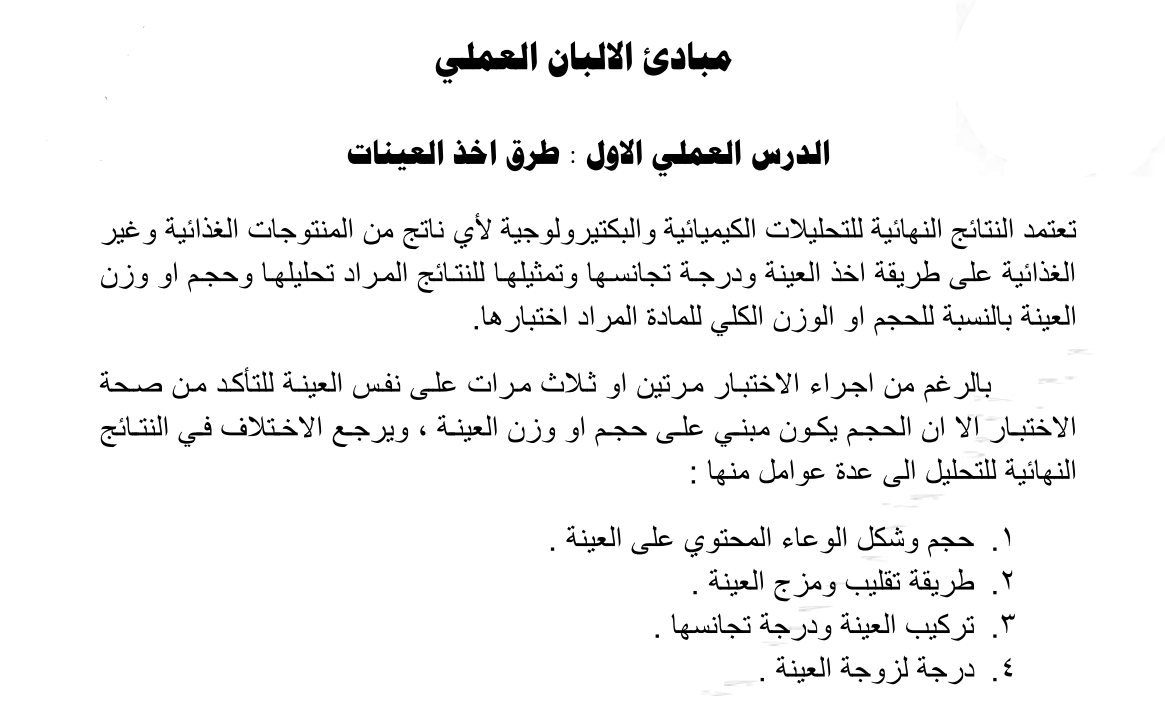 مبادئ الالبان العملي
الدرس العملي الاول : طرق اخذ العينات
تعتمد النتائج النهائية للتحليلات الكيميائية والبكتيرولوجية لأي ناتج من المنتوجات الغذائية وغير
الغذائية على طريقة اخذ العينة ودرجة تجانسها وتمثيلها للنتائج المراد تحليلها وحجم او وزن
العينة بالنسبة للحجم او الوزن الكلي للمادة المراد اختبارها.
بالرغم من اجراء الاختبار مرتين او ثلاث مرات على نفس العينة للتأكد من صحة
الاختبار الا ان الحجم يكون مبني على حجم او وزن العينة ، ويرجع الاختلاف في النتائج
النهائية للتحليل الى عدة عوامل منها :
١. حجم وشكل الوعاء المحتوي على العينة .
٢. طريقة تقليب ومزج العينة .
٣. تركيب العينة ودرجة تجانسها .
٤. درجة لزوجة العينة .